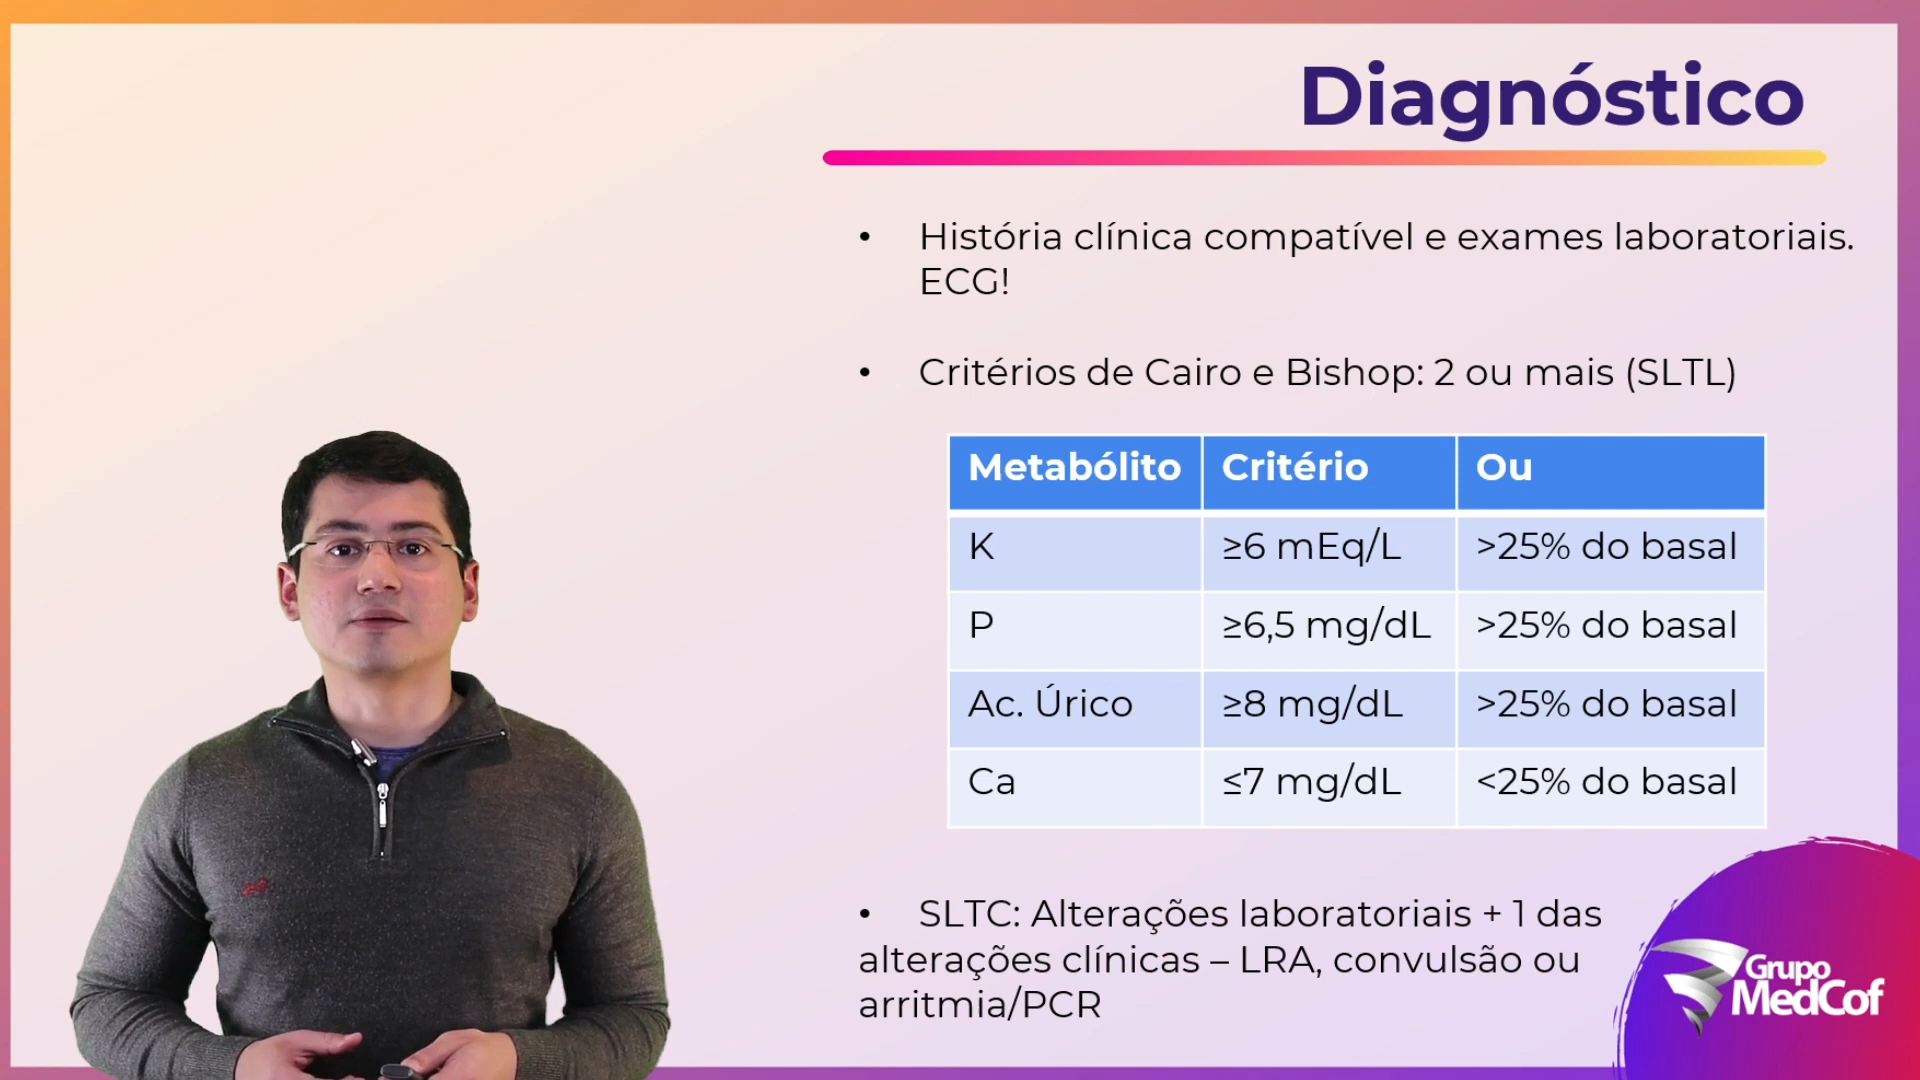 Diagnóstico
• História clínica compatível e exames laboratoriais.
ECG!
• Critérios de Cairo e Bishop: 2 ou mais (SLTL)
Metabólito Critério Ou
K ≥6 mEq/L >25% do basal
P ≥6,5 mg/dL >25% do basal
Ac. Úrico ≥8 mg/dL >25% do basal
Ca ≤7 mg/dL <25% do basal
• SLTC: Alterações laboratoriais + 1 das
alterações clínicas – LRA, convulsão ou
arritmia/PCR
Grupo
MedCof